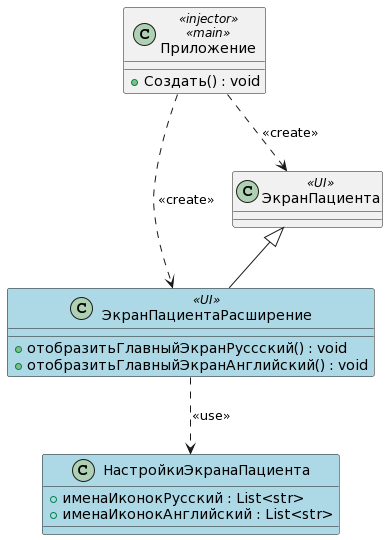 C
«injector»
«main»
Приложение
Создать() : void
«create»
«create»
C
«UI»
ЭкранПациента
C
«UI»
ЭкранПациентаРасширение
отобразитьГлавныйЭкранРуссский() : void
отобразитьГлавныйЭкранАнглийский() : void
«use»
C
НастройкиЭкранаПациента
именаИконокРусский : List<str>
именаИконокАнглийский : List<str>